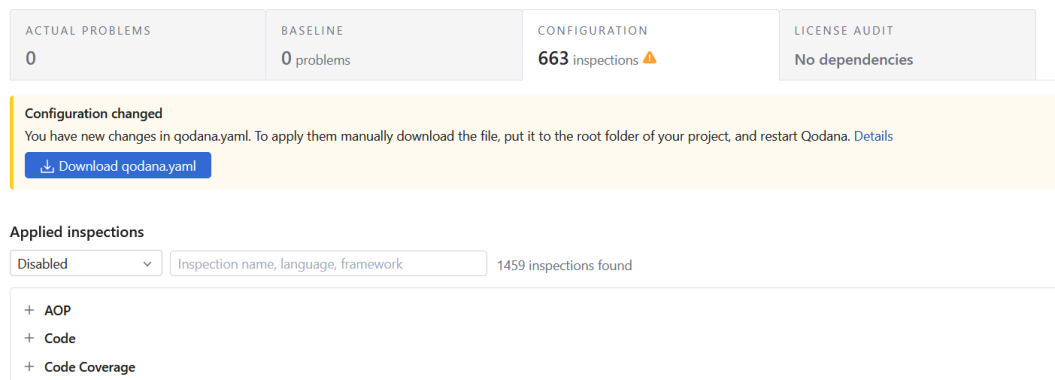 ACTUAL PROBLEMS
0
BASELINE
0 problems
CONFIGURATION
663 inspections
LICENSE AUDIT
No dependencies
Configuration changed
You have new changes in qodana.yaml. To apply them manually download the file, put it to the root folder of your project, and restart Qodana. Details
Download qodana.yaml
Applied inspections
Disabled
Inspection name, language, framework
1459 inspections found
+ AOP
+ Code
+ Code Coverage